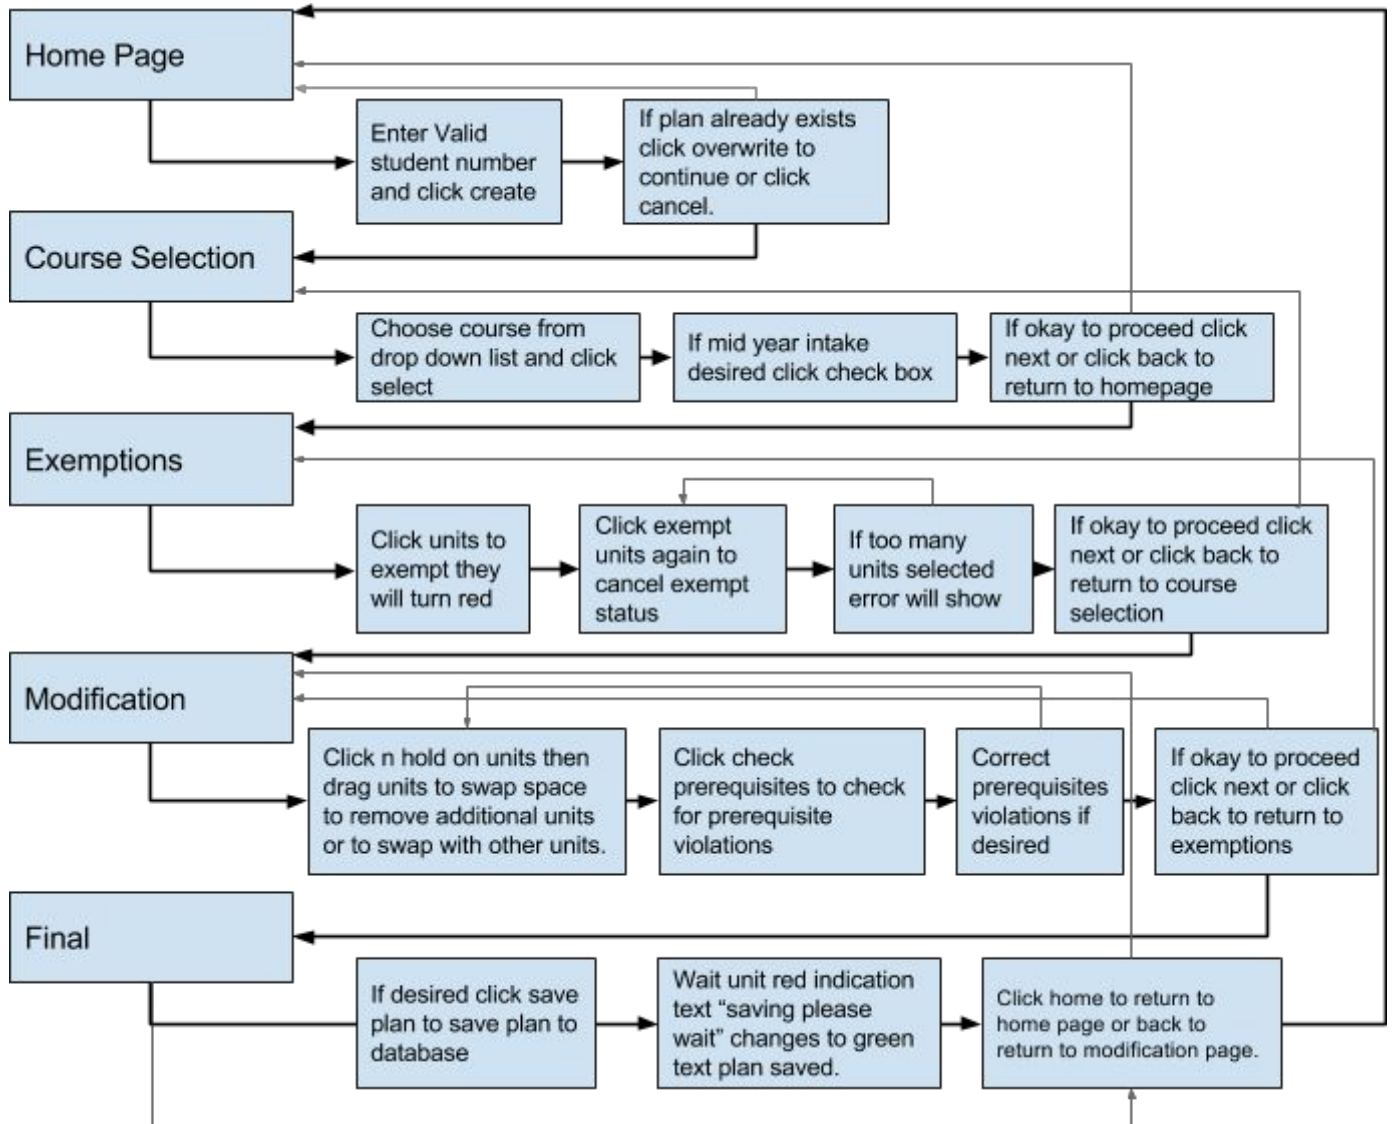 Home Page
Enter Valid
student number
and click create
If plan already exists
click overwrite to
continue or click
cancel.
Course Selection
Choose course from
drop down list and click
select
If mid year intake
desired click check box
If okay to proceed click
next or click back to
return to homepage
Exemptions
Click units to
exempt they
will turn red
Click exempt
units again to
cancel exempt
status
If too many
units selected
error will show
If okay to proceed click
next or click back to
return to course
selection
Modification
Click n hold on units then
drag units to swap space
to remove additional units
or to swap with other units.
Click check
prerequisites to check
for prerequisite
violations
Correct
prerequisites
violations if
desired
If okay to proceed
click next or click
back to return to
exemptions
Final
If desired click save
plan to save plan to
database
Wait unit red indication
text “saving please
wait” changes to green
text plan saved.
Click home to return to
home page or back to
return to modification page.